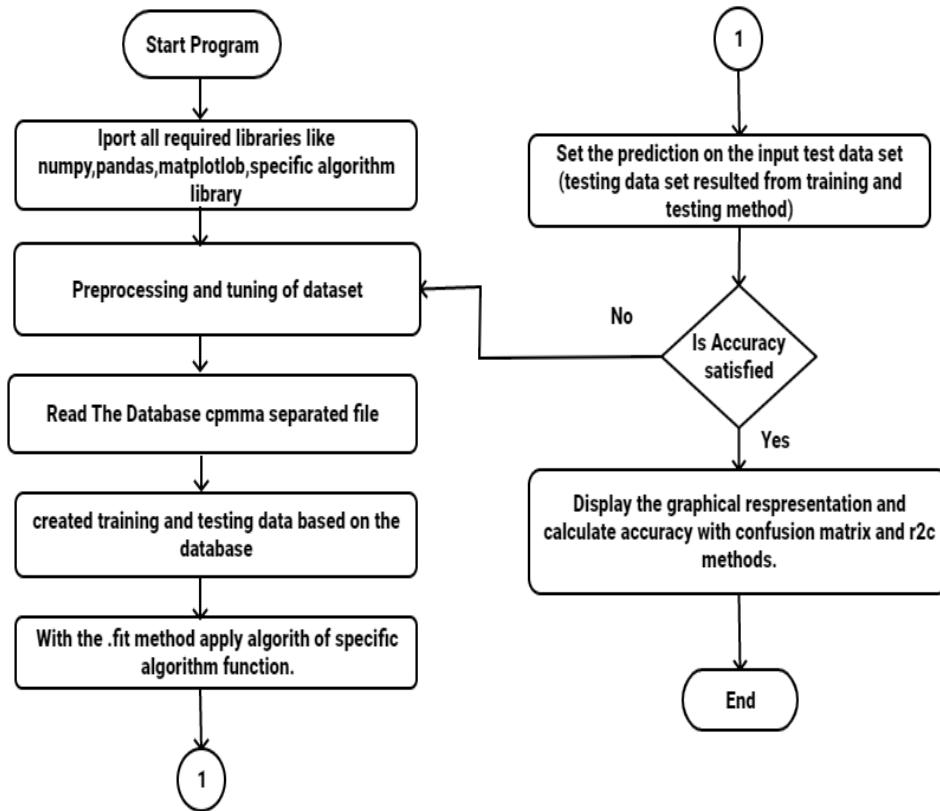 Start Program
Iport all required libraries like
numpy,pandas,matplotlob,specific algorithm
library
Preprocessing and tuning of dataset
Read The Database cpmma separated file
created training and testing data based on the
database
With the .fit method apply algorith of specific
algorithm function.
1
1
Set the prediction on the input test data set
(testing data set resulted from training and
testing method)
Is Accuracy
satisfied
No
Yes
Display the graphical respresentation and
calculate accuracy with confusion matrix and r2c
methods.
End